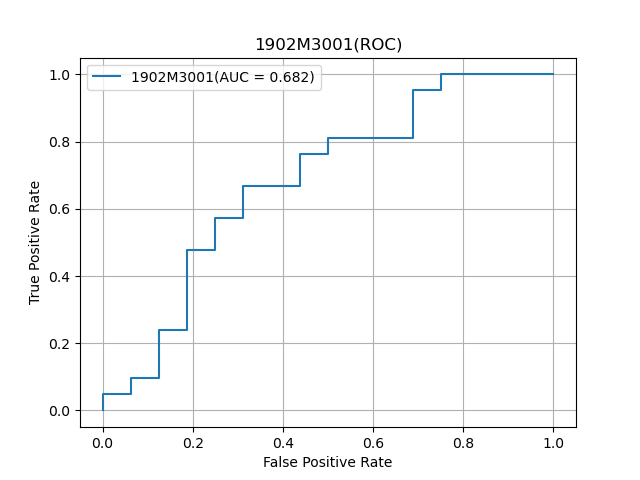 1902M3001(ROC)
1902M3001(AUC = 0.682)
True Positive Rate
1.0
0.8
0.6
0.4
0.2
0.0
0.0 0.2 0.4 0.6 0.8 1.0
False Positive Rate